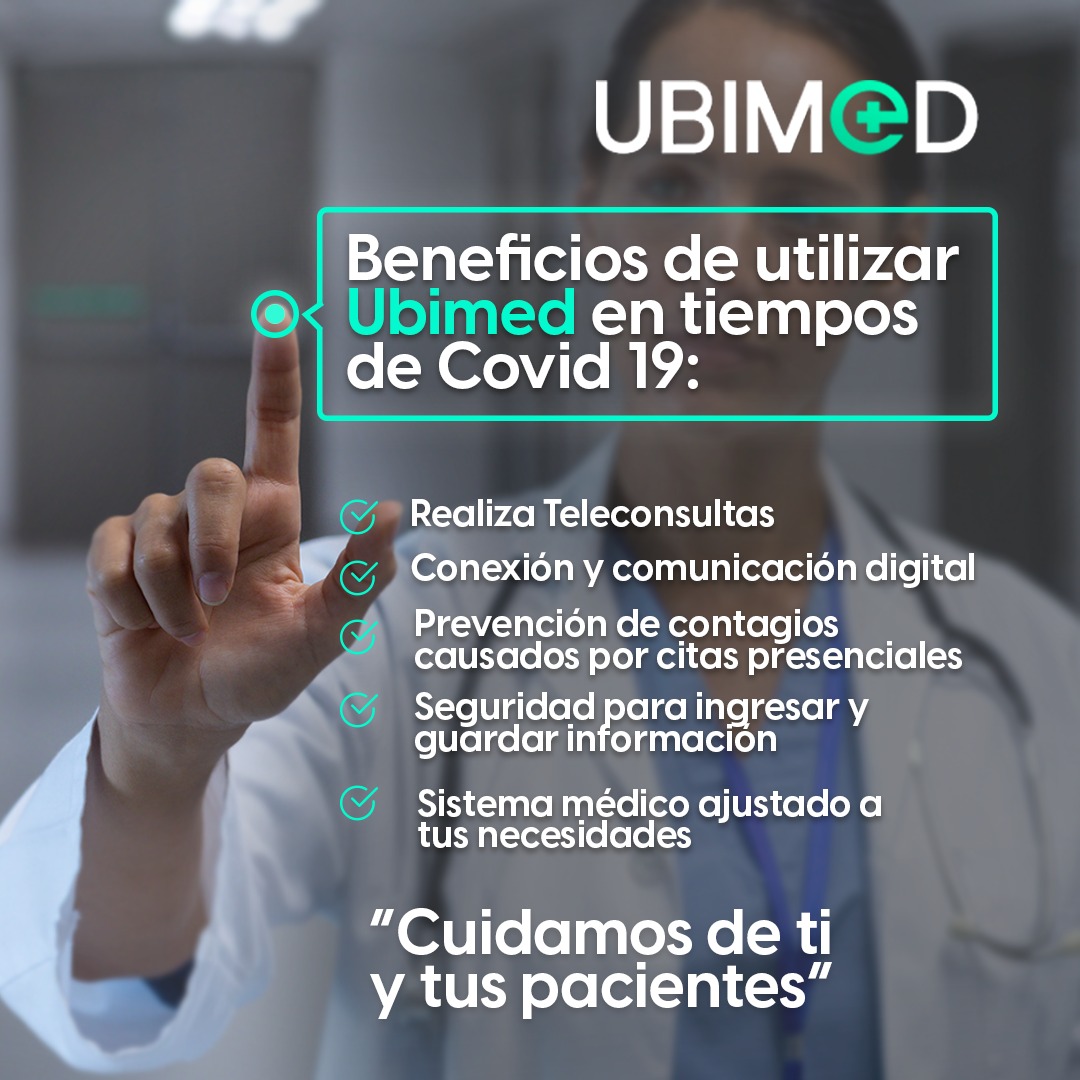 UBIMeD
Beneficios de utilizar
Ubimed en tiempos
de Covid 19:
Realiza Teleconsultas
Conexión y comunicación digital
Prevención de contagios
causados por citas presenciales
Seguridad para ingresar y
guardar información
Sistema médico ajustado a
tus necesidades
“Cuidamos de ti
y tus pacientes”